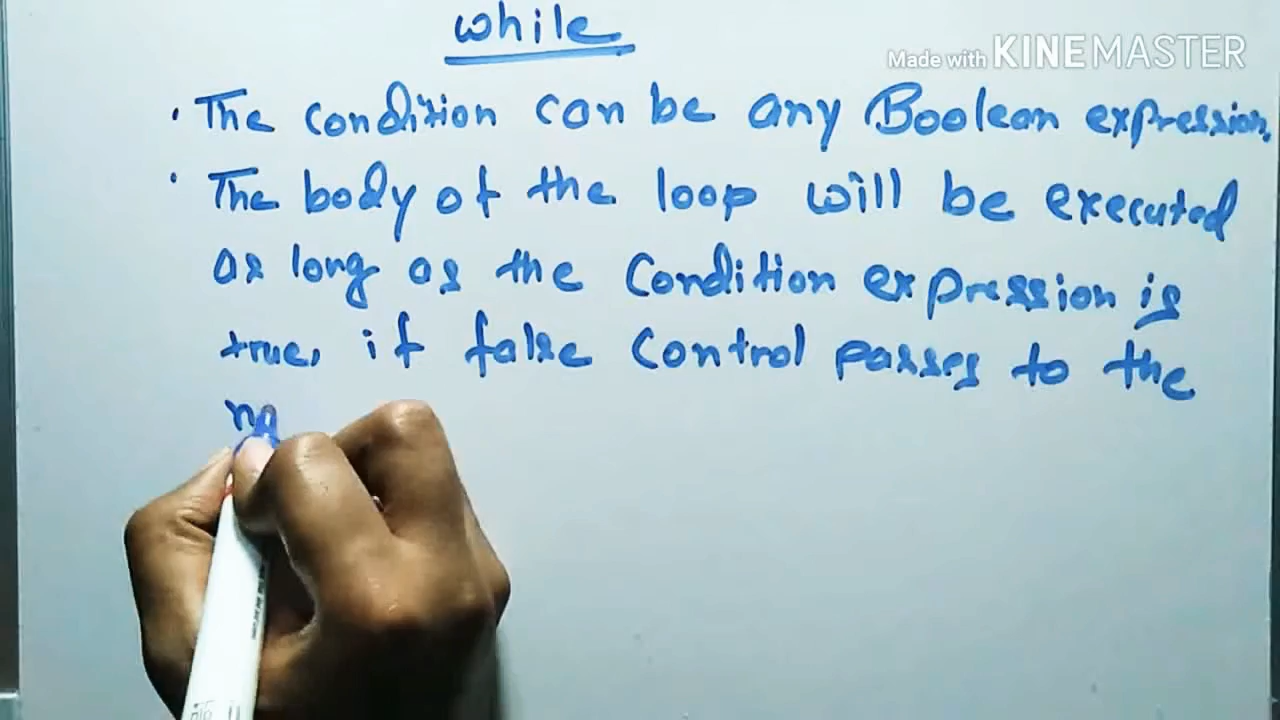 while
Made with KINEMASTER
• The condition can be any Boolean expression.
• The body of the loop will be executed
as long as the condition expression is
true, if false control passes to the